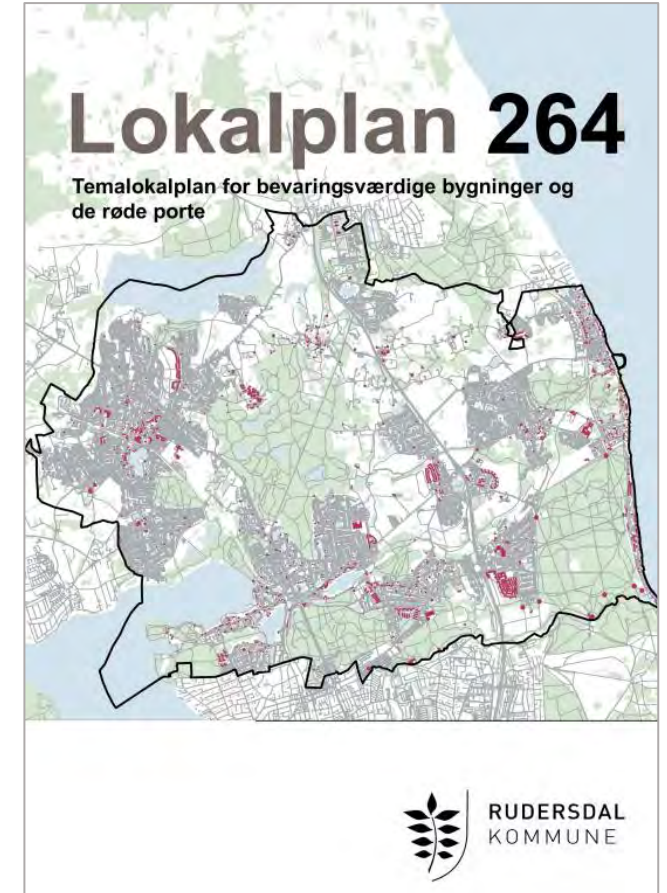 Lokalplan 264
Temalokalplan for bevaringsværdige bygninger og
de røde porte
RUDERSDAL
KOMMUNE